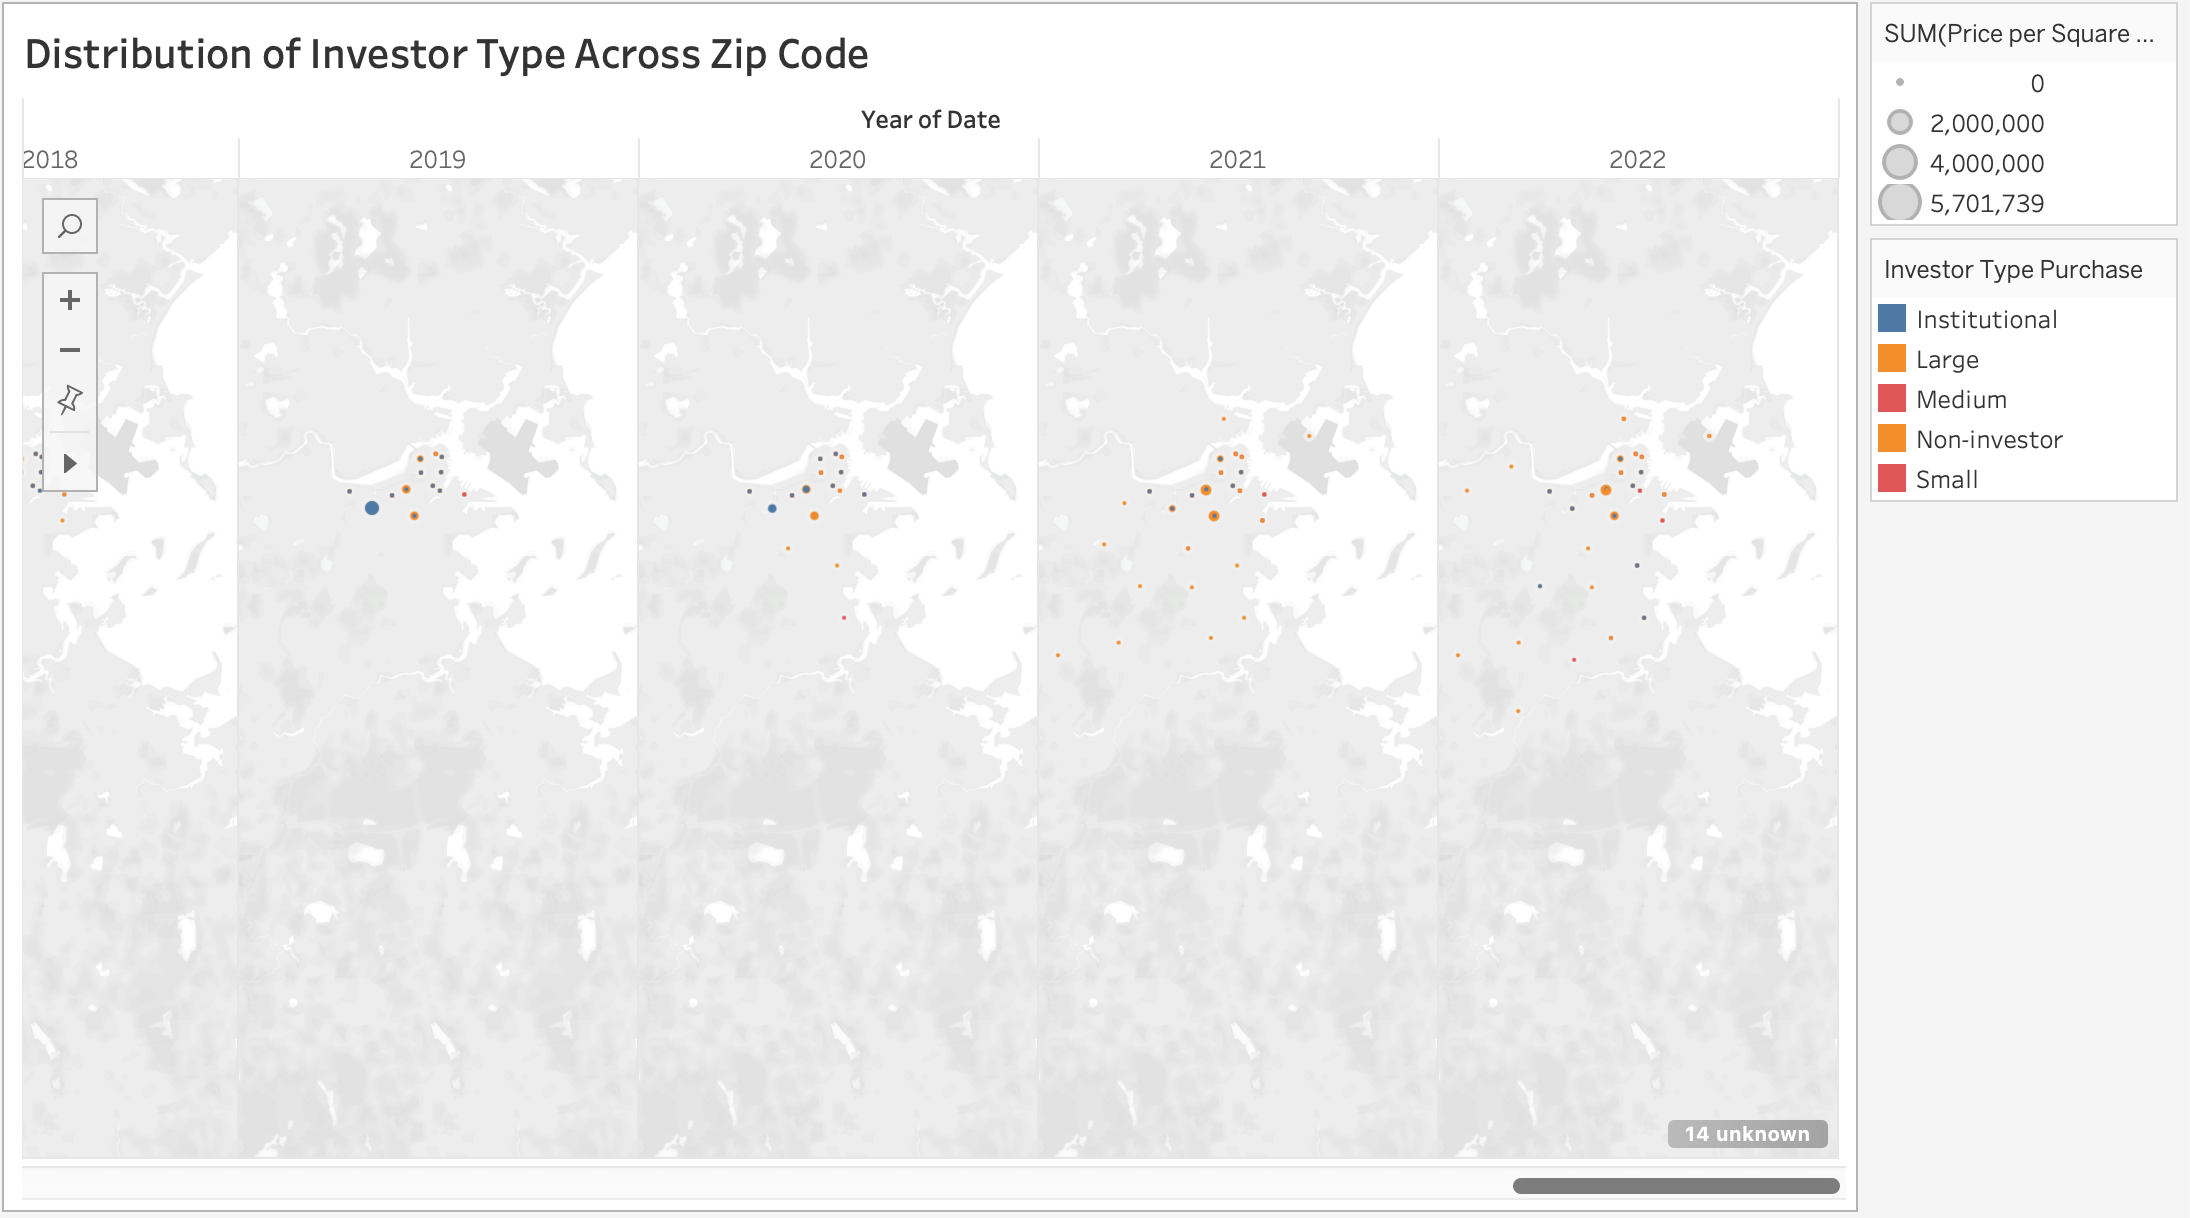 Distribution of Investor Type Across Zip Code
Year of Date
2018
2019
2020
2021
2022
14 unknown
SUM(Price per Square ...
0
2,000,000
4,000,000
5,701,739
Investor Type Purchase
Institutional
Large
Medium
Non-investor
Small